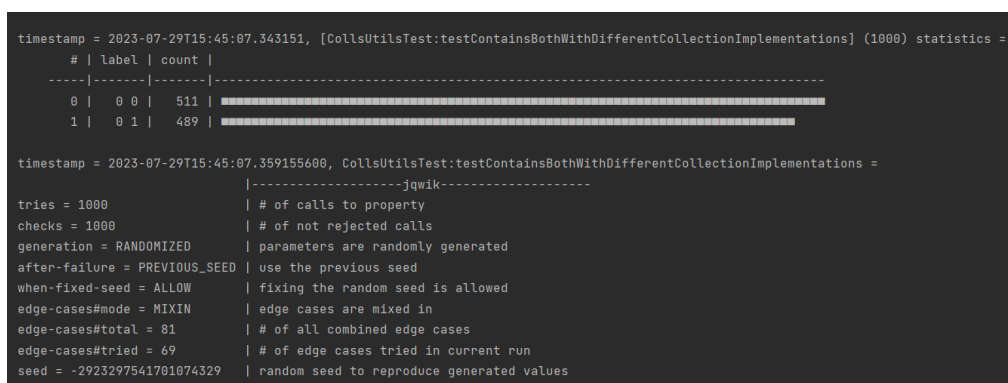 timestamp = 2023-07-29T15:45:07.343151, [CollsUtilsTest:testContainsBothWithDifferentCollectionImplementations] (1000) statistics =
# | label | count |
-----|-------|-------|---------------------------------------------------------------------------------
0 | 0 0 | 511 | ■■■■■■■■■■■■■■■■■■■■■■■■■■■■■■■■■■■■■■■■■■■■■■■■■■■■■■■■■■■■■■■■■■■■■■■■■■■■■■■■
1 | 0 1 | 489 | ■■■■■■■■■■■■■■■■■■■■■■■■■■■■■■■■■■■■■■■■■■■■■■■■■■■■■■■■■■■■■■■■■■■■■■■■■■■■
timestamp = 2023-07-29T15:45:07.359155600, CollsUtilsTest:testContainsBothWithDifferentCollectionImplementations =
|--------------------jqwik--------------------
tries = 1000 | # of calls to property
checks = 1000 | # of not rejected calls
generation = RANDOMIZED | parameters are randomly generated
after-failure = PREVIOUS_SEED | use the previous seed
when-fixed-seed = ALLOW | fixing the random seed is allowed
edge-cases#mode = MIXIN | edge cases are mixed in
edge-cases#total = 81 | # of all combined edge cases
edge-cases#tried = 69 | # of edge cases tried in current run
seed = -2923297541701074329 | random seed to reproduce generated values